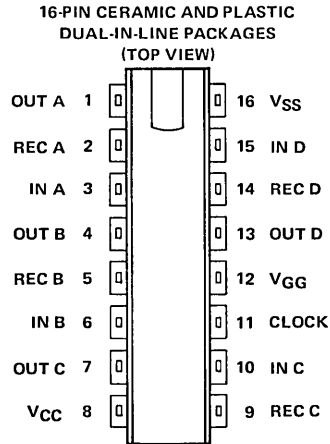 16-PIN CERAMIC AND PLASTIC
DUAL-IN-LINE PACKAGES
(TOP VIEW)
OUT A 1 16 VSS
REC A 2 15 IN D
IN A 3 14 REC D
OUT B 4 13 OUT D
REC B 5 12 VGG
IN B 6 11 CLOCK
OUT C 7 10 IN C
VCC 8 9 REC C